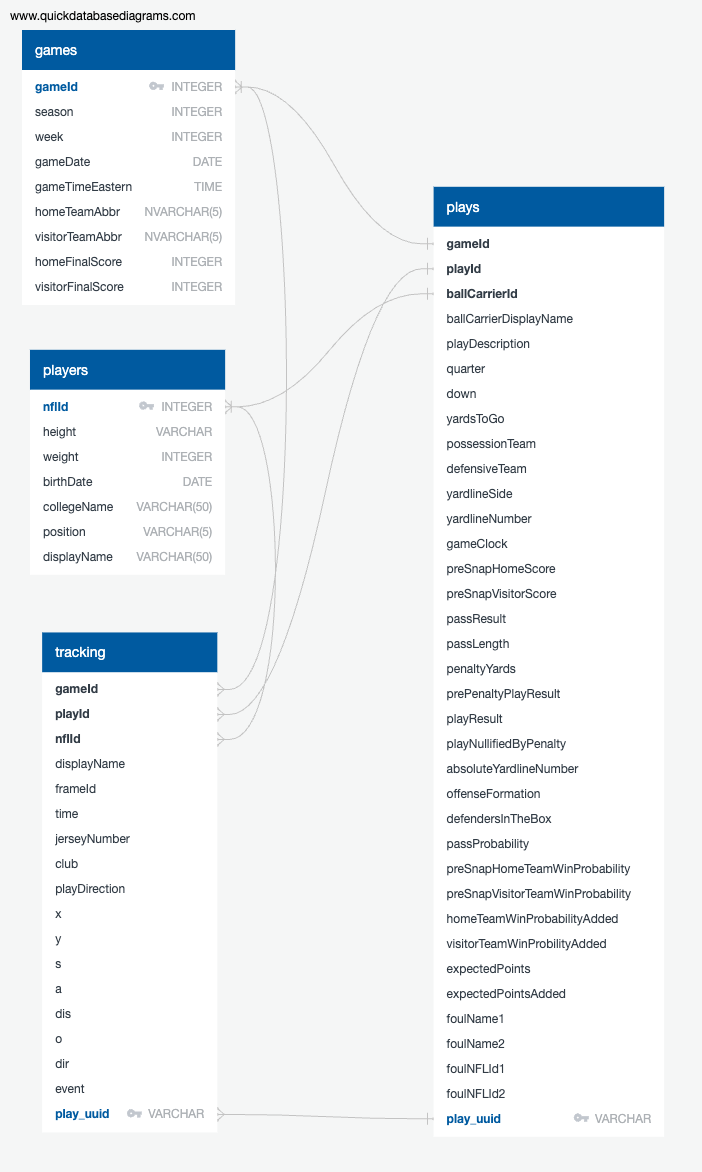 www.quickdatabasediagrams.com
games
gameId INTEGER
season INTEGER
week INTEGER
gameDate DATE
gameTimeEastern TIME
homeTeamAbbr NVARCHAR(5)
visitorTeamAbbr NVARCHAR(5)
homeFinalScore INTEGER
visitorFinalScore INTEGER
players
nflId INTEGER
height VARCHAR
weight INTEGER
birthDate DATE
collegeName VARCHAR(50)
position VARCHAR(5)
displayName VARCHAR(50)
tracking
gameId
playId
nflId
displayName
frameId
time
jerseyNumber
club
playDirection
x
y
s
a
dis
o
dir
event
play_uuid VARCHAR
plays
gameId
playId
ballCarrierId
ballCarrierDisplayName
playDescription
quarter
down
yardsToGo
possessionTeam
defensiveTeam
yardlineSide
yardlineNumber
gameClock
preSnapHomeScore
preSnapVisitorScore
passResult
passLength
penaltyYards
prePenaltyPlayResult
playResult
playNullifiedByPenalty
absoluteYardlineNumber
offenseFormation
defendersInTheBox
passProbability
preSnapHomeTeamWinProbability
preSnapVisitorTeamWinProbability
homeTeamWinProbabilityAdded
visitorTeamWinProbilityAdded
expectedPoints
expectedPointsAdded
foulName1
foulName2
foulNFLId1
foulNFLId2
play_uuid VARCHAR